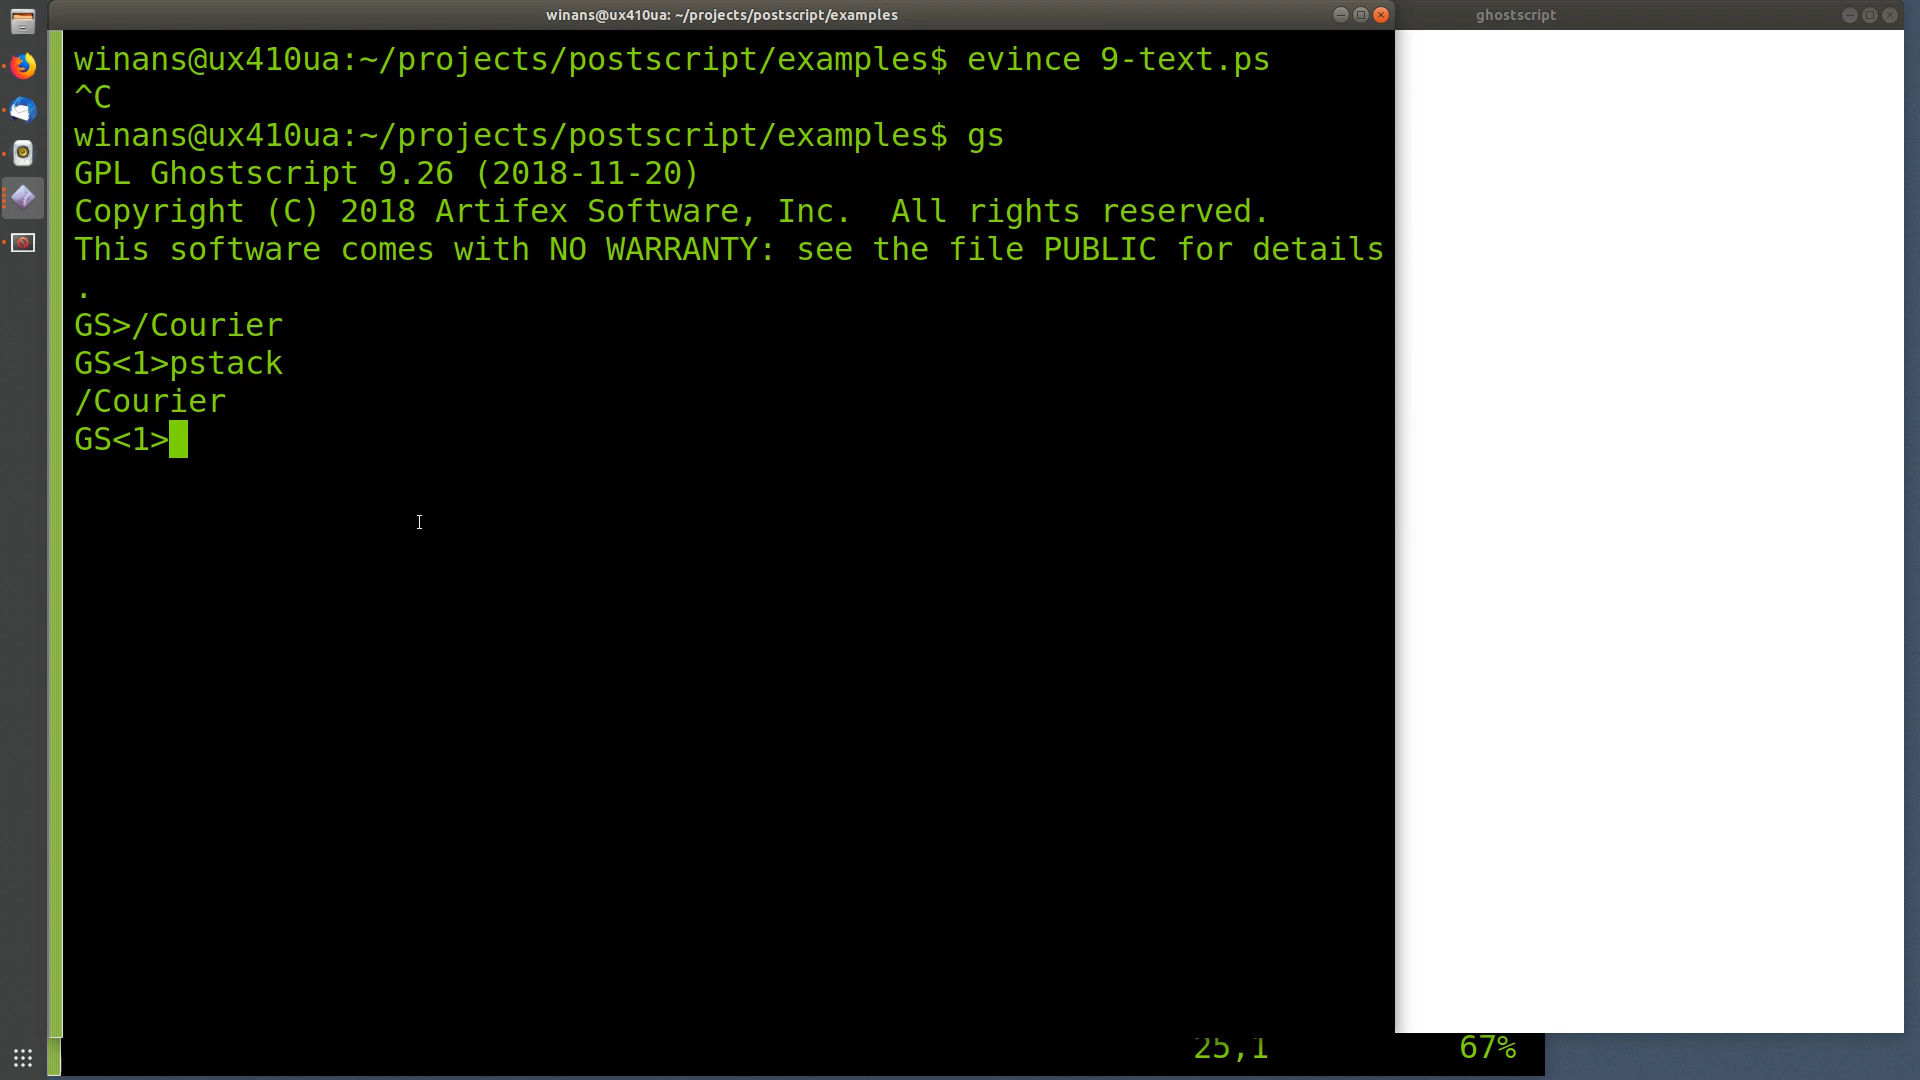 winans@ux410ua: ~/projects/postscript/examples
ghostscript
winans@ux410ua:~/projects/postscript/examples$ evince 9-text.ps
^C
winans@ux410ua:~/projects/postscript/examples$ gs
GPL Ghostscript 9.26 (2018-11-20)
Copyright (C) 2018 Artifex Software, Inc.  All rights reserved.
This software comes with NO WARRANTY: see the file PUBLIC for details
.
GS>/Courier
GS<1>pstack
/Courier
GS<1>
25,1 67%